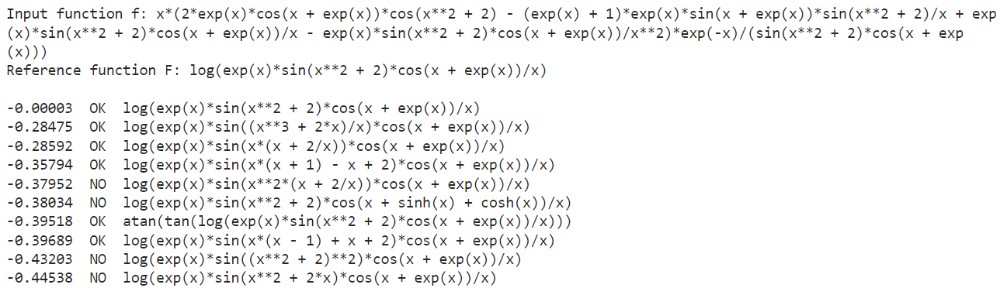 Input function f: x*(2*exp(x)*cos(x + exp(x))*cos(x**2 + 2) - (exp(x) + 1)*exp(x)*sin(x + exp(x))*sin(x**2 + 2)/x + exp
(x)*sin(x**2 + 2)*cos(x + exp(x))/x - exp(x)*sin(x**2 + 2)*cos(x + exp(x))/x**2)*exp(-x)/(sin(x**2 + 2)*cos(x + exp
(x)))
Reference function F: log(exp(x)*sin(x**2 + 2)*cos(x + exp(x))/x)

-0.00003  OK  log(exp(x)*sin(x**2 + 2)*cos(x + exp(x))/x)
-0.28475  OK  log(exp(x)*sin((x**3 + 2*x)/x)*cos(x + exp(x))/x)
-0.28592  OK  log(exp(x)*sin(x*(x + 2/x))*cos(x + exp(x))/x)
-0.35794  OK  log(exp(x)*sin(x*(x + 1) - x + 2)*cos(x + exp(x))/x)
-0.37952  NO  log(exp(x)*sin(x**2*(x + 2/x))*cos(x + exp(x))/x)
-0.38034  NO  log(exp(x)*sin(x**2 + 2)*cos(x + sinh(x) + cosh(x))/x)
-0.39518  OK  atan(tan(log(exp(x)*sin(x**2 + 2)*cos(x + exp(x))/x)))
-0.39689  OK  log(exp(x)*sin(x*(x - 1) + x + 2)*cos(x + exp(x))/x)
-0.43203  NO  log(exp(x)*sin((x**2 + 2)**2)*cos(x + exp(x))/x)
-0.44538  NO  log(exp(x)*sin(x**2 + 2*x)*cos(x + exp(x))/x)